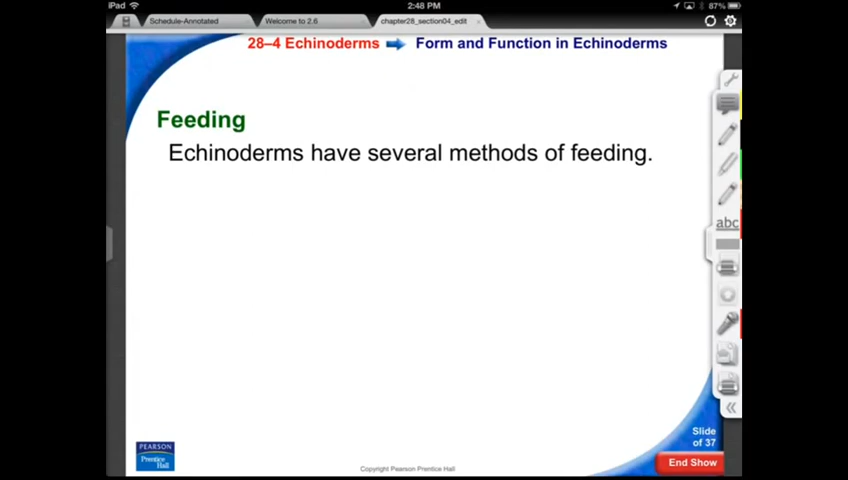 iPad 2:48 PM 87%
Schedule-Annotated Welcome to 2.6 chapter28_section04_edit
28–4 Echinoderms Form and Function in Echinoderms
Feeding
Echinoderms have several methods of feeding.
abc
Slide
of 37
PEARSON
Prentice
Hall
Copyright Pearson Prentice Hall
End Show